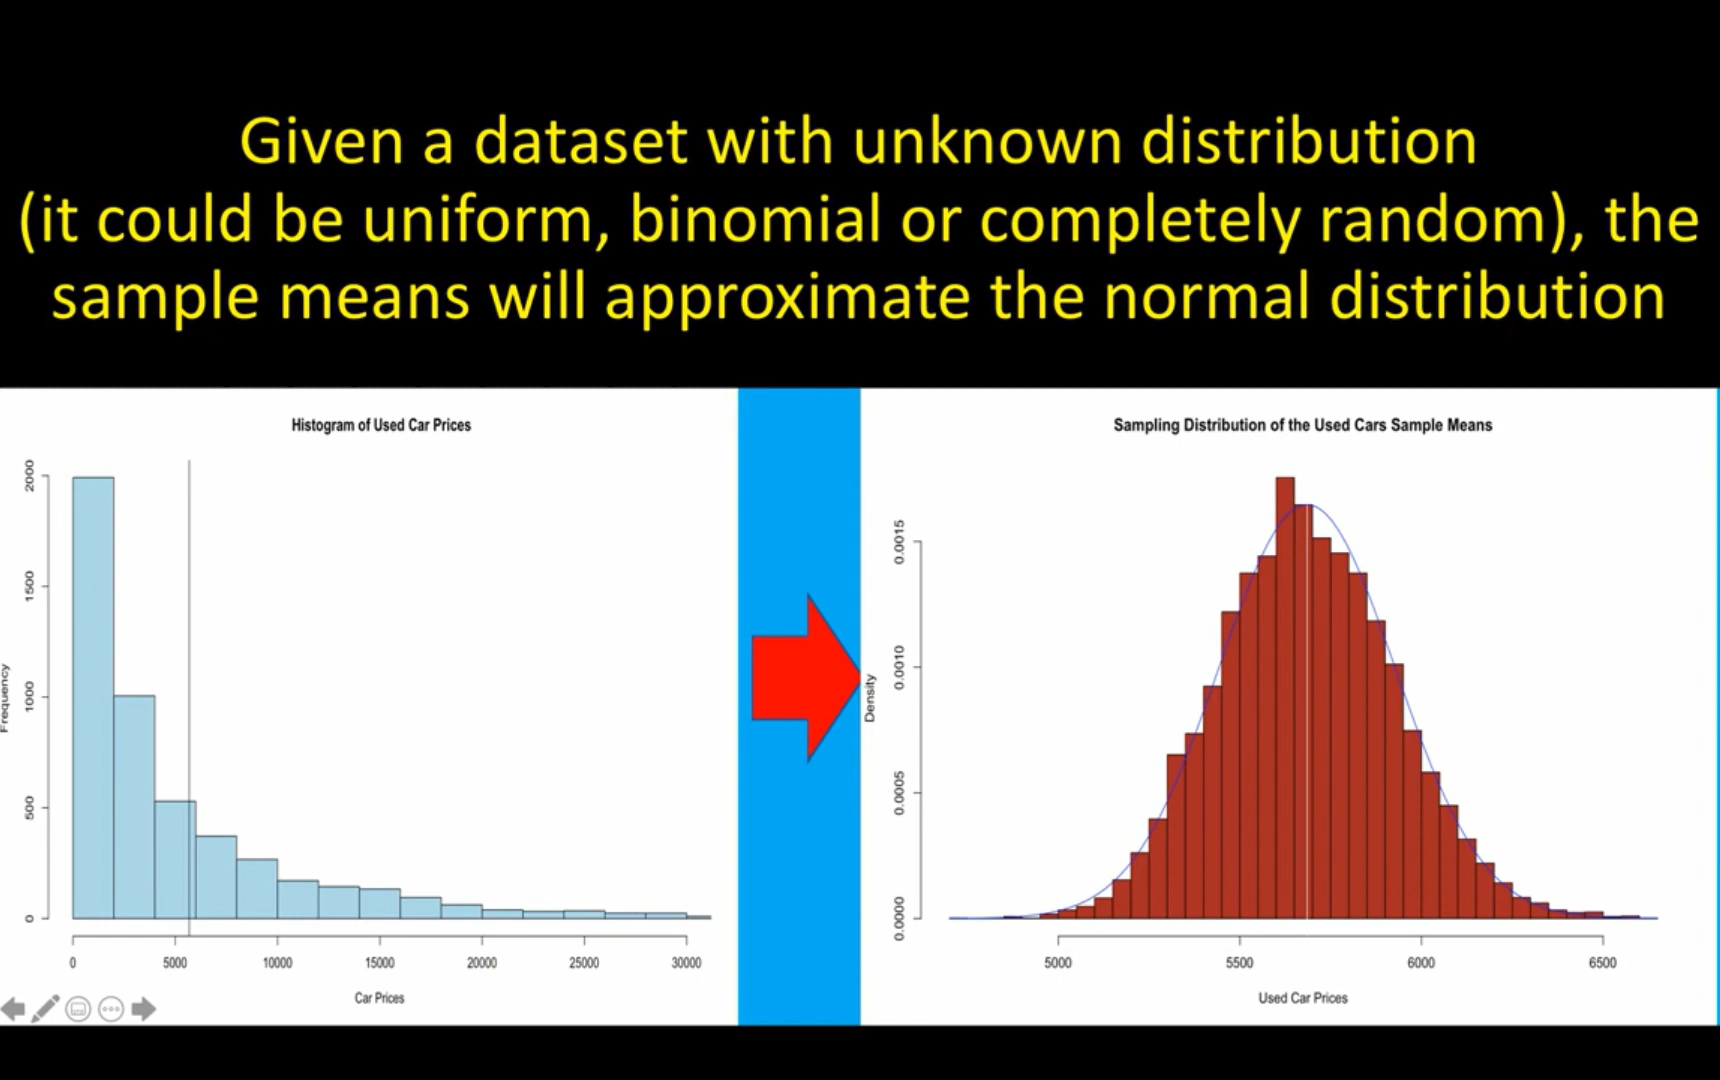 Given a dataset with unknown distribution
(it could be uniform, binomial or completely random), the
sample means will approximate the normal distribution
Histogram of Used Car Prices
Frequency
2000
1500
1000
500
0
0 5000 10000 15000 20000 25000 30000
Car Prices
Sampling Distribution of the Used Cars Sample Means
Density
0.0015
0.0010
0.0005
0.0000
5000 5500 6000 6500
Used Car Prices